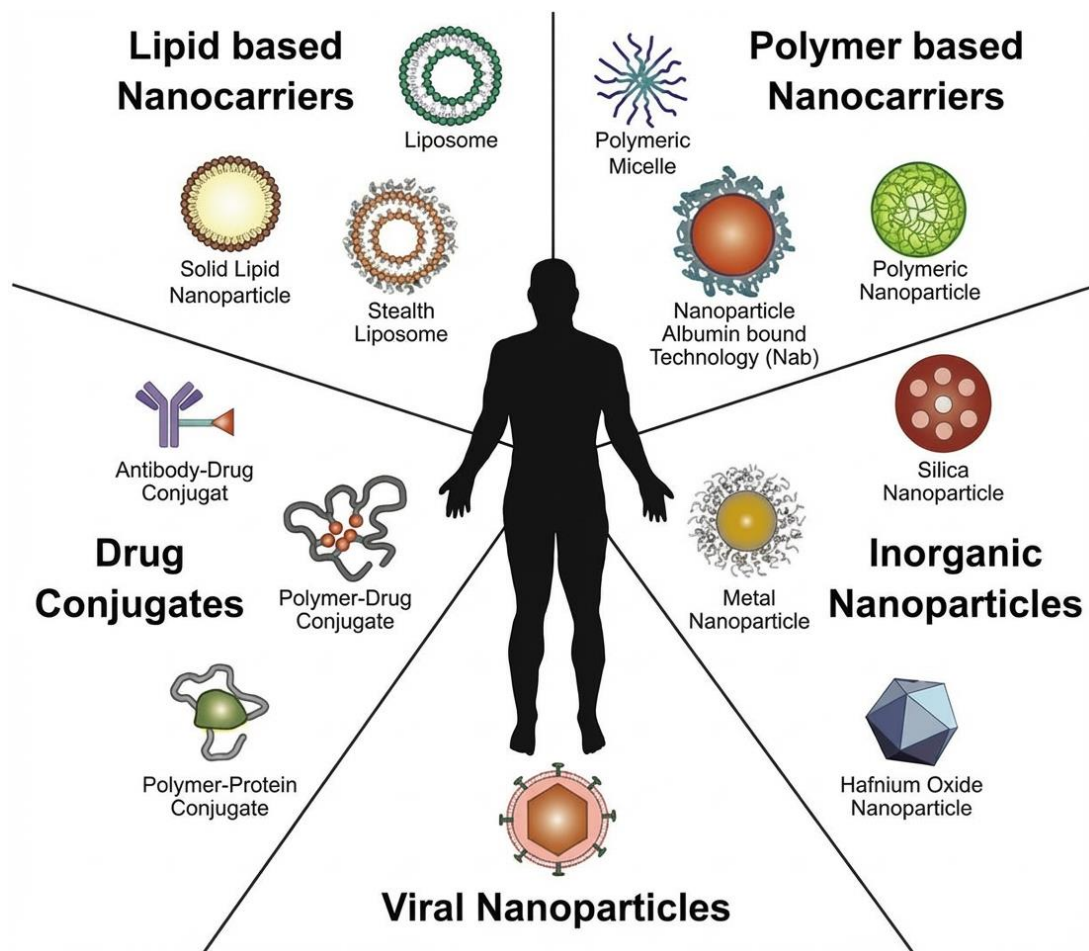 Lipid based
Nanocarriers
Liposome
Solid Lipid
Nanoparticle
Stealth
Liposome
Polymer based
Nanocarriers
Polymeric
Micelle
Nanoparticle
Albumin bound
Technology (Nab)
Polymeric
Nanoparticle
Antibody-Drug
Conjugat
Drug
Conjugates
Polymer-Drug
Conjugate
Polymer-Protein
Conjugate
Silica
Nanoparticle
Metal
Nanoparticle
Inorganic
Nanoparticles
Hafnium Oxide
Nanoparticle
Viral Nanoparticles